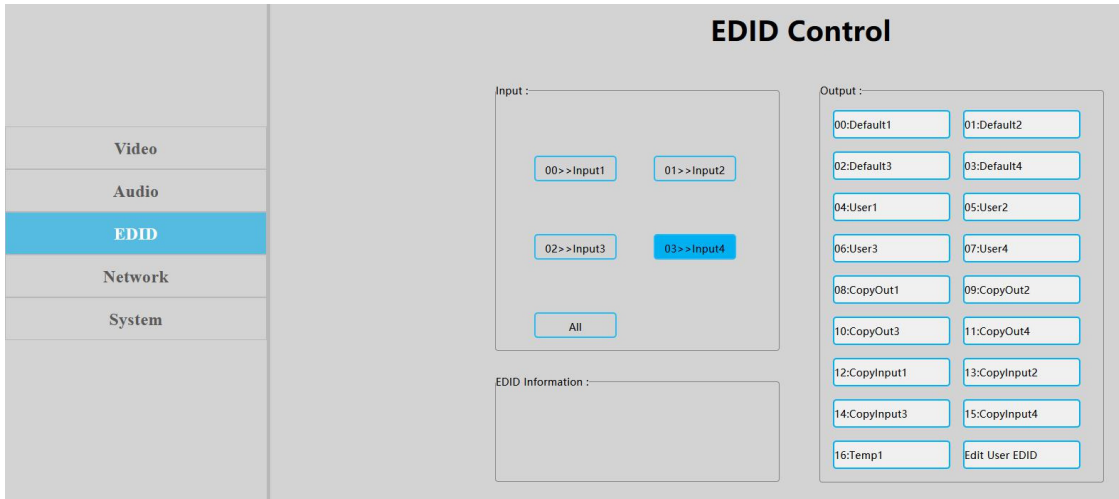 EDID Control
Video
Audio
EDID
Network
System
Input :
00>>Input1
01>>Input2
02>>Input3
03>>Input4
All
EDID Information :
Output :
00:Default1
01:Default2
02:Default3
03:Default4
04:User1
05:User2
06:User3
07:User4
08:CopyOut1
09:CopyOut2
10:CopyOut3
11:CopyOut4
12:CopyInput1
13:CopyInput2
14:CopyInput3
15:CopyInput4
16:Temp1
Edit User EDID